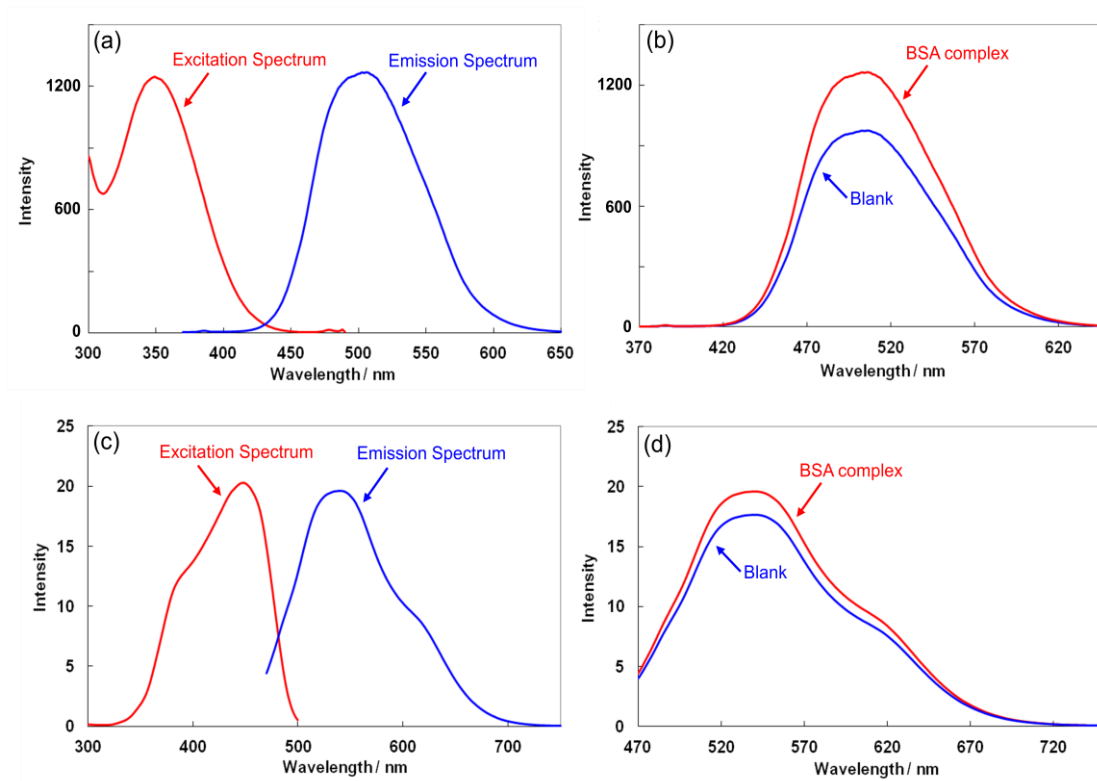 (a)
Excitation Spectrum
Emission Spectrum
1200
600
0
Intensity
300 350 400 450 500 550 600 650
Wavelength / nm
(b)
BSA complex
Blank
1200
600
0
Intensity
370 420 470 520 570 620
Wavelength / nm
(c)
Excitation Spectrum
Emission Spectrum
25
20
15
10
5
0
Intensity
300 400 500 600 700
Wavelength / nm
(d)
BSA complex
Blank
25
20
15
10
5
0
Intensity
470 520 570 620 670 720
Wavelength / nm